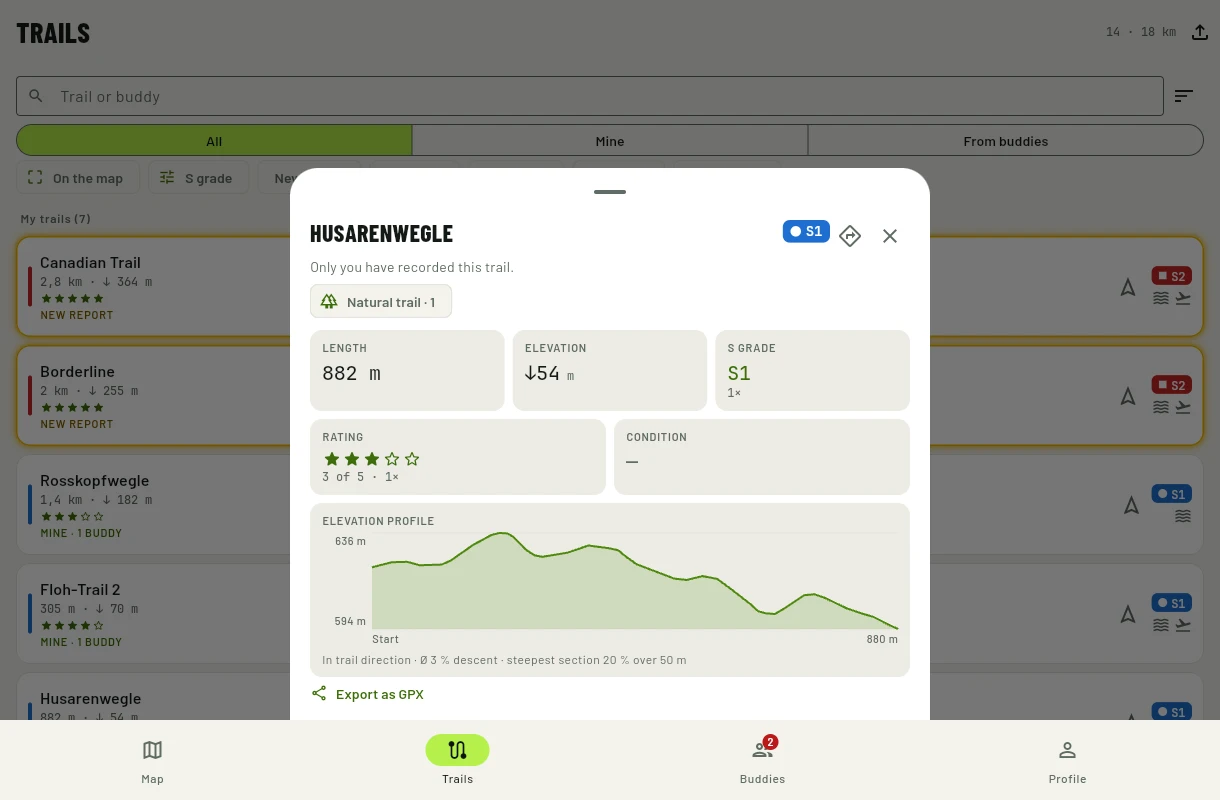 TRAILS
14 · 18 km
Trail or buddy
All
Mine
From buddies
On the map
S grade
My trails (7)
Canadian Trail
2,8 km · ↓ 364 m
NEW REPORT
S2
Borderline
2 km · ↓ 255 m
NEW REPORT
S2
Rosskopfwegle
1,4 km · ↓ 182 m
MINE · 1 BUDDY
S1
Floh-Trail 2
305 m · ↓ 70 m
MINE · 1 BUDDY
S1
Husarenwegle
882 m · ↓ 54 m
S1
HUSARENWEGLE
S1
Only you have recorded this trail.
Natural trail · 1
LENGTH
882 m
ELEVATION
↓54 m
S GRADE
S1
1×
RATING
3 of 5 · 1×
CONDITION
—
ELEVATION PROFILE
636 m
594 m
Start
880 m
In trail direction · Ø 3 % descent · steepest section 20 % over 50 m
Export as GPX
Map
Trails
2
Buddies
Profile